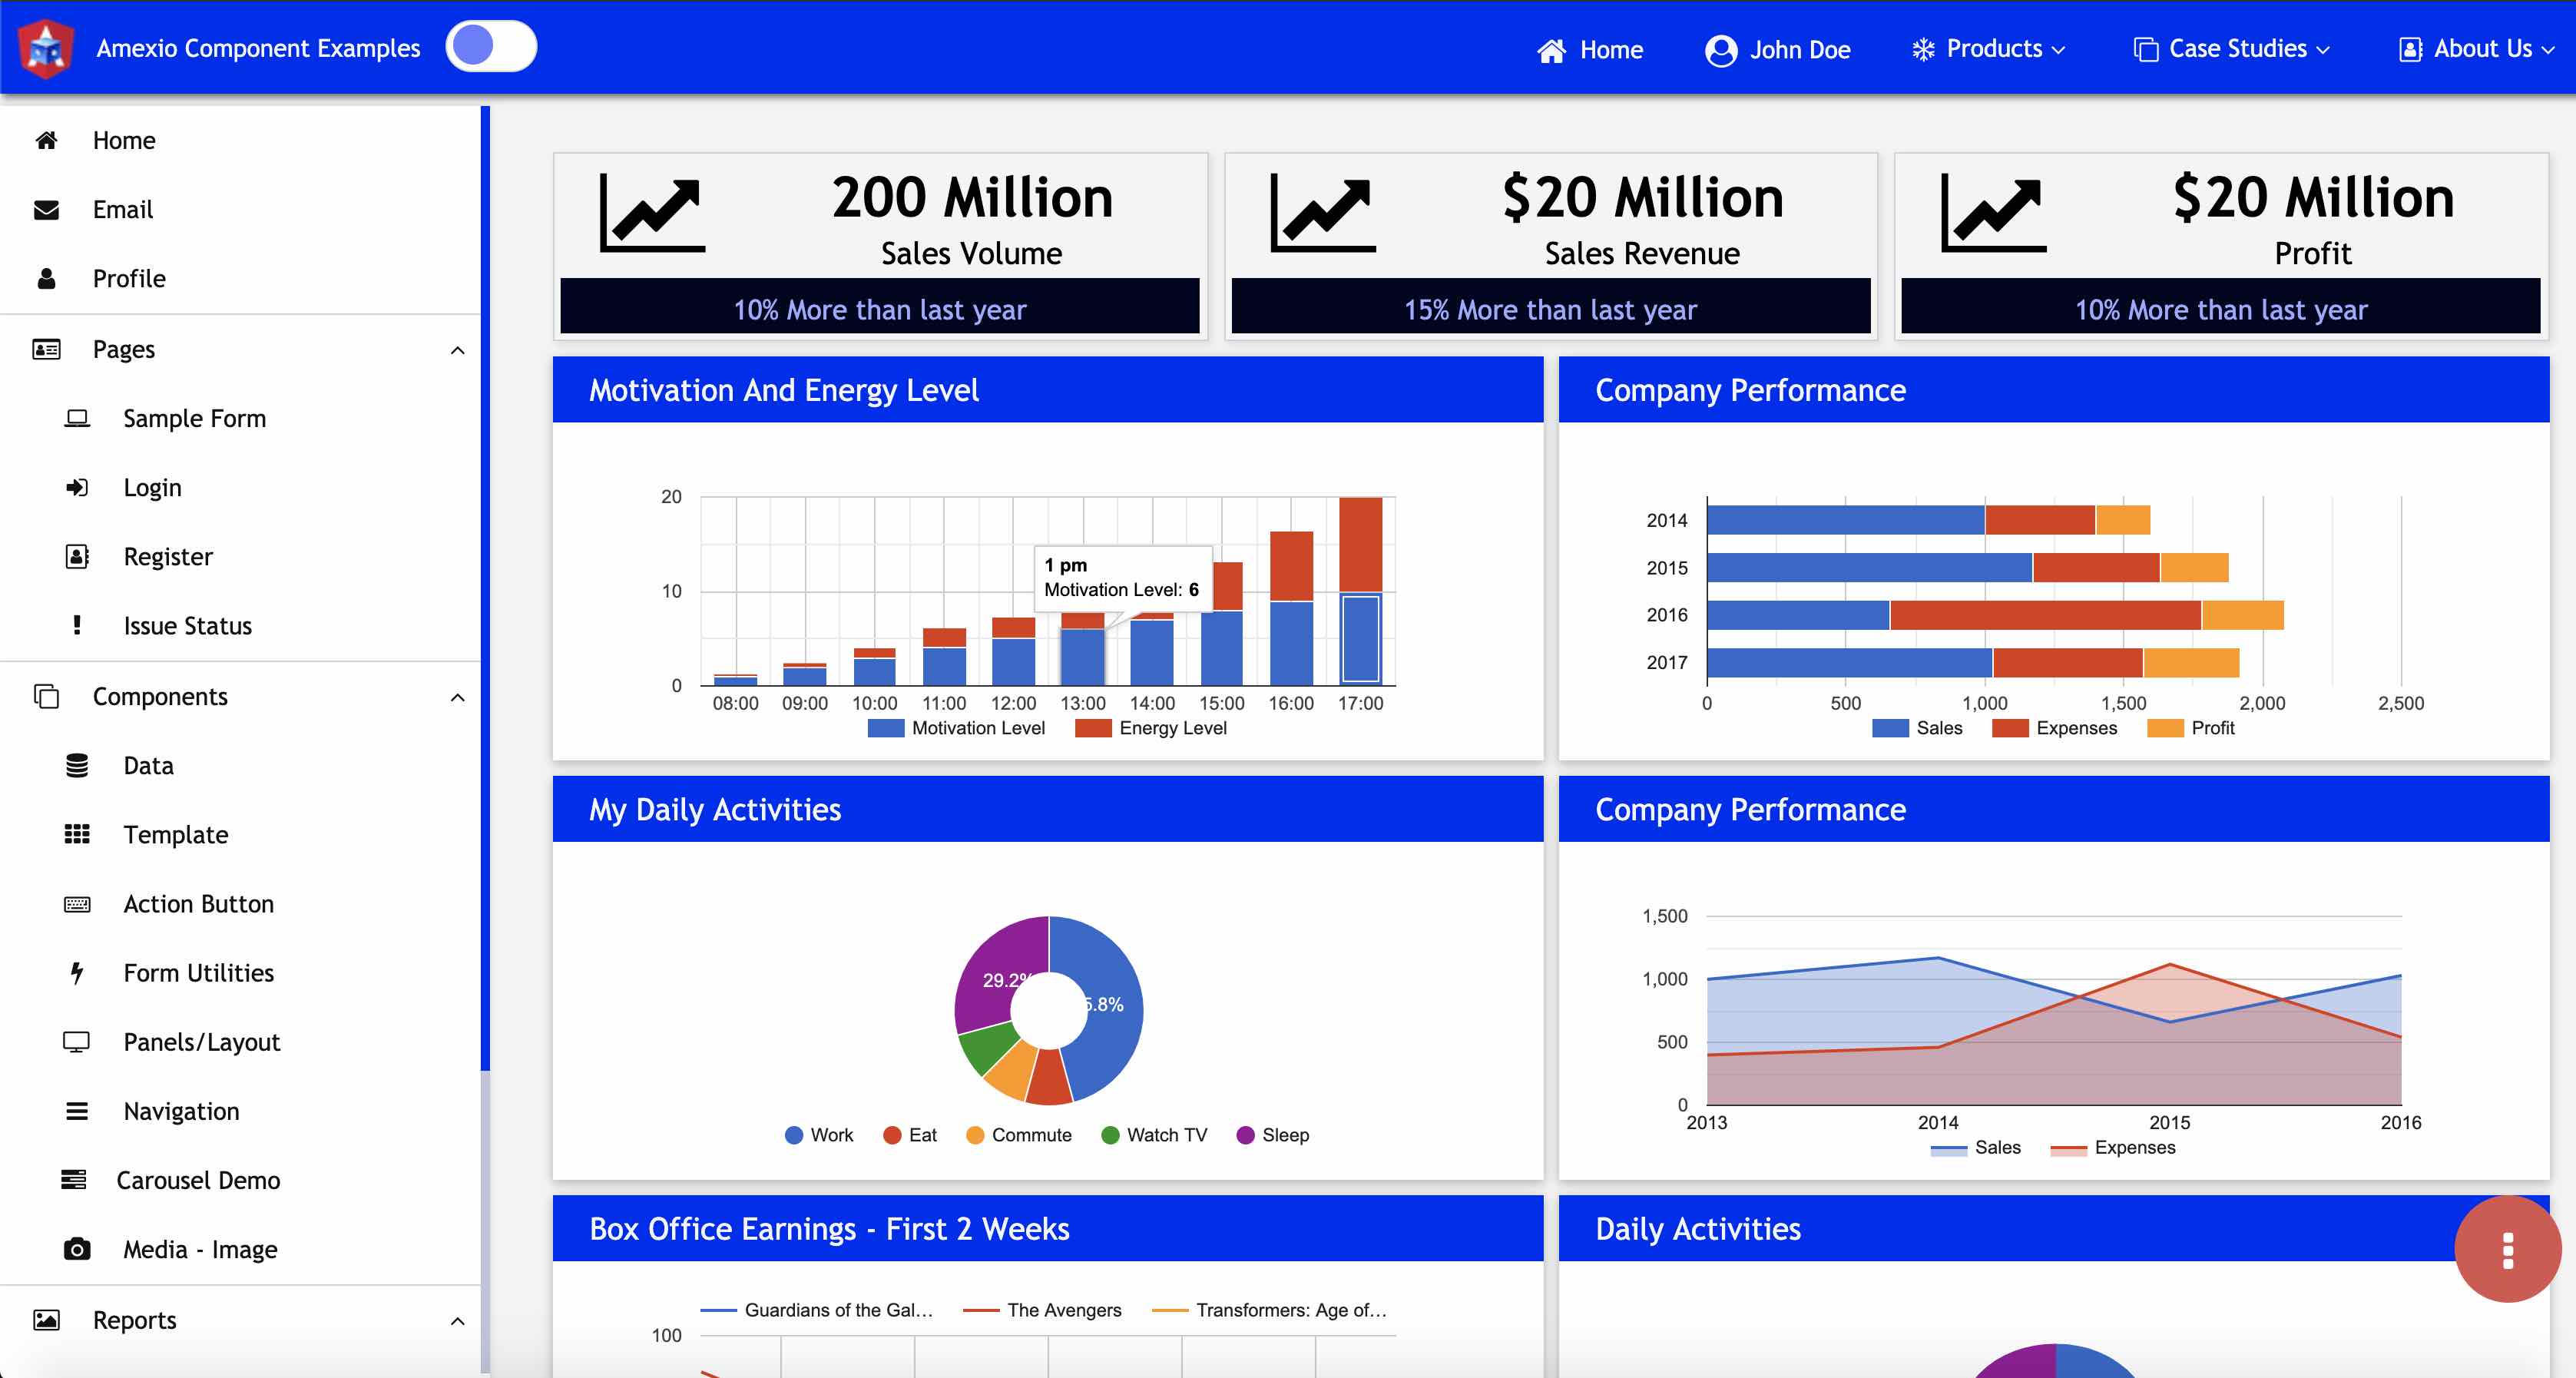 Amexio Component Examples
Home
John Doe
Products
Case Studies
About Us
Home
Email
Profile
Pages
Sample Form
Login
Register
Issue Status
Components
Data
Template
Action Button
Form Utilities
Panels/Layout
Navigation
Carousel Demo
Media - Image
Reports
200 Million
Sales Volume
10% More than last year
$20 Million
Sales Revenue
15% More than last year
$20 Million
Profit
10% More than last year
Motivation And Energy Level
20
10
0
1 pm
Motivation Level: 6
08:00 09:00 10:00 11:00 12:00 13:00 14:00 15:00 16:00 17:00
Motivation Level Energy Level
Company Performance
2014
2015
2016
2017
0 500 1,000 1,500 2,000 2,500
Sales Expenses Profit
My Daily Activities
29.2%
5.8%
Work Eat Commute Watch TV Sleep
Company Performance
1,500
1,000
500
0
2013 2014 2015 2016
Sales Expenses
Box Office Earnings - First 2 Weeks
Guardians of the Gal... The Avengers Transformers: Age of...
100
Daily Activities